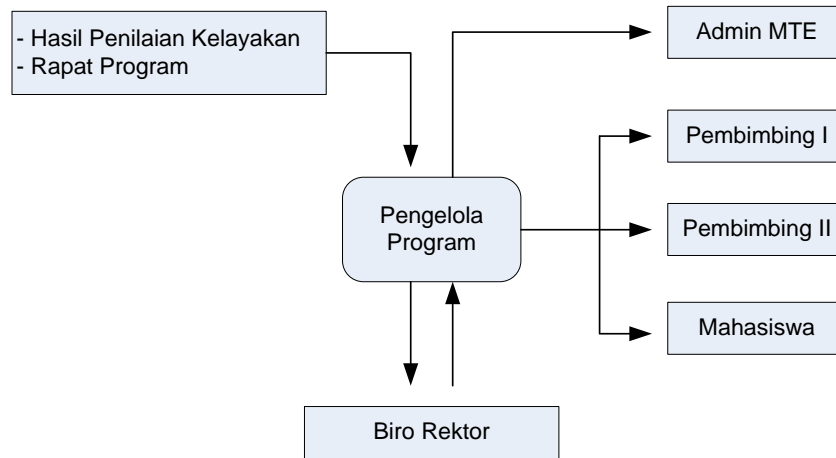 - Hasil Penilaian Kelayakan
- Rapat Program
Admin MTE
Pembimbing I
Pengelola
Program
Pembimbing II
Mahasiswa
Biro Rektor